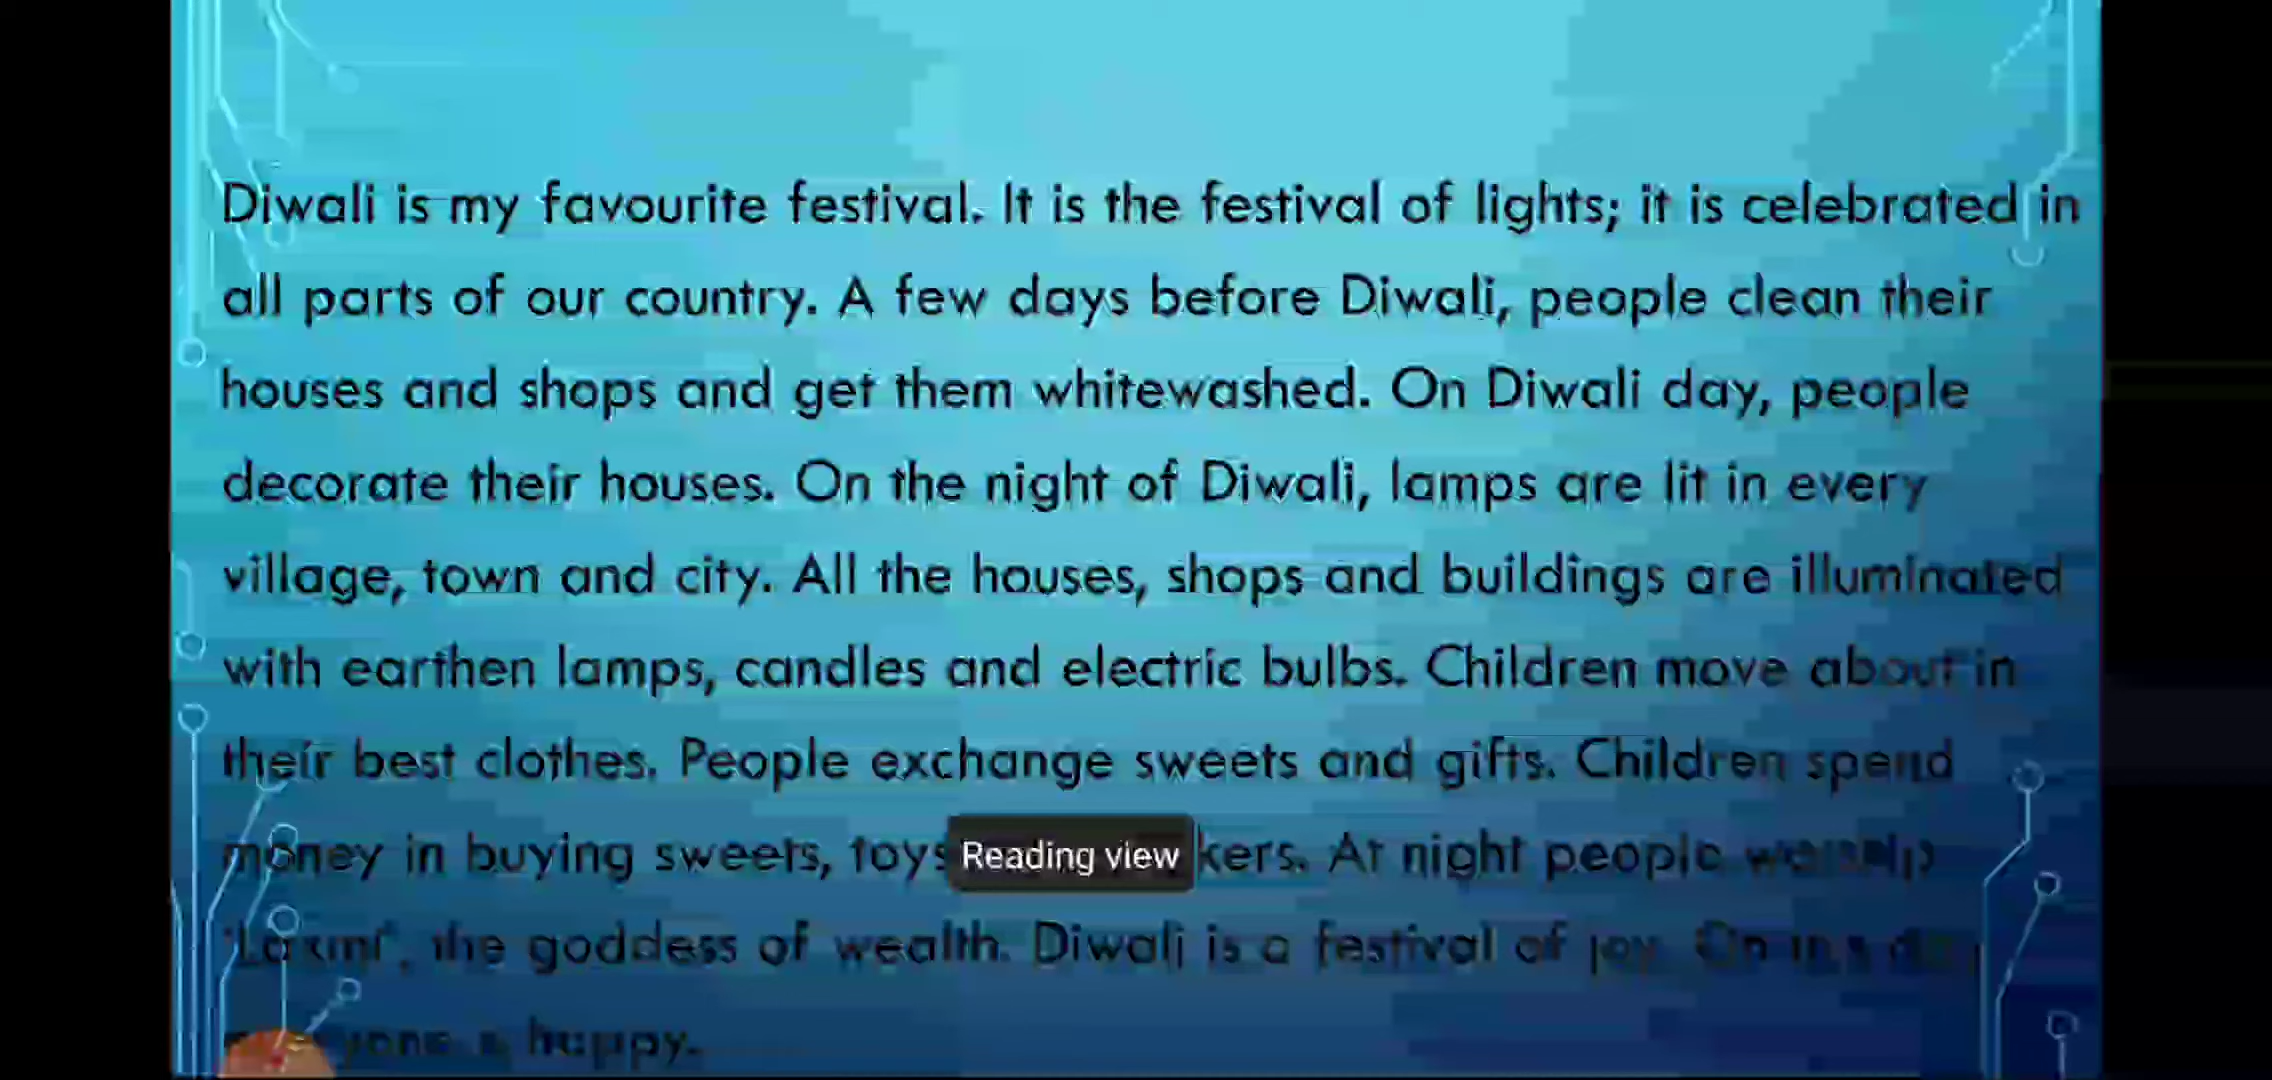 Diwali is my favourite festival. It is the festival of lights; it is celebrated in
all parts of our country. A few days before Diwali, people clean their
houses and shops and get them whitewashed. On Diwali day, people
decorate their houses. On the night of Diwali, lamps are lit in every
village, town and city. All the houses, shops and buildings are illuminated
with earthen lamps, candles and electric bulbs. Children move about in
their best clothes. People exchange sweets and gifts. Children spend
money in buying sweets, toys Reading view kers. At night people worship
'Laxmi', the goddess of wealth. Diwali is a festival of joy. On
happy.